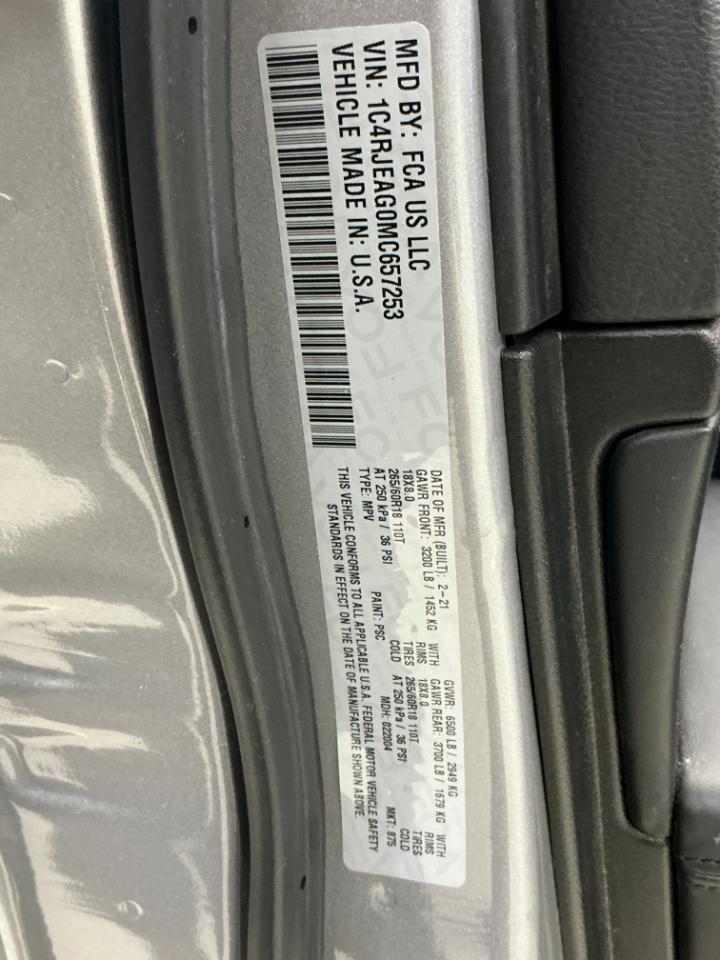 MFD BY: FCA US LLC
VIN: 1C4RJEAG0MC657253
VEHICLE MADE IN: U.S.A.
DATE OF MFR (BUILT): 2-21 GVWR: 6500 LB / 2949 KG
GAWR FRONT: 3200 LB / 1452 KG WITH GAWR REAR: 3700 LB / 1679 KG WITH
18X8.0 RIMS 18X8.0 RIMS
265/60R18 110T TIRES 265/60R18 110T TIRES
AT 250 kPa / 36 PSI COLD AT 250 kPa / 36 PSI COLD
TYPE: MPV PAINT: PSC MDH: 022004 MKT: 875
THIS VEHICLE CONFORMS TO ALL APPLICABLE U.S.A. FEDERAL MOTOR VEHICLE SAFETY
STANDARDS IN EFFECT ON THE DATE OF MANUFACTURE SHOWN ABOVE.